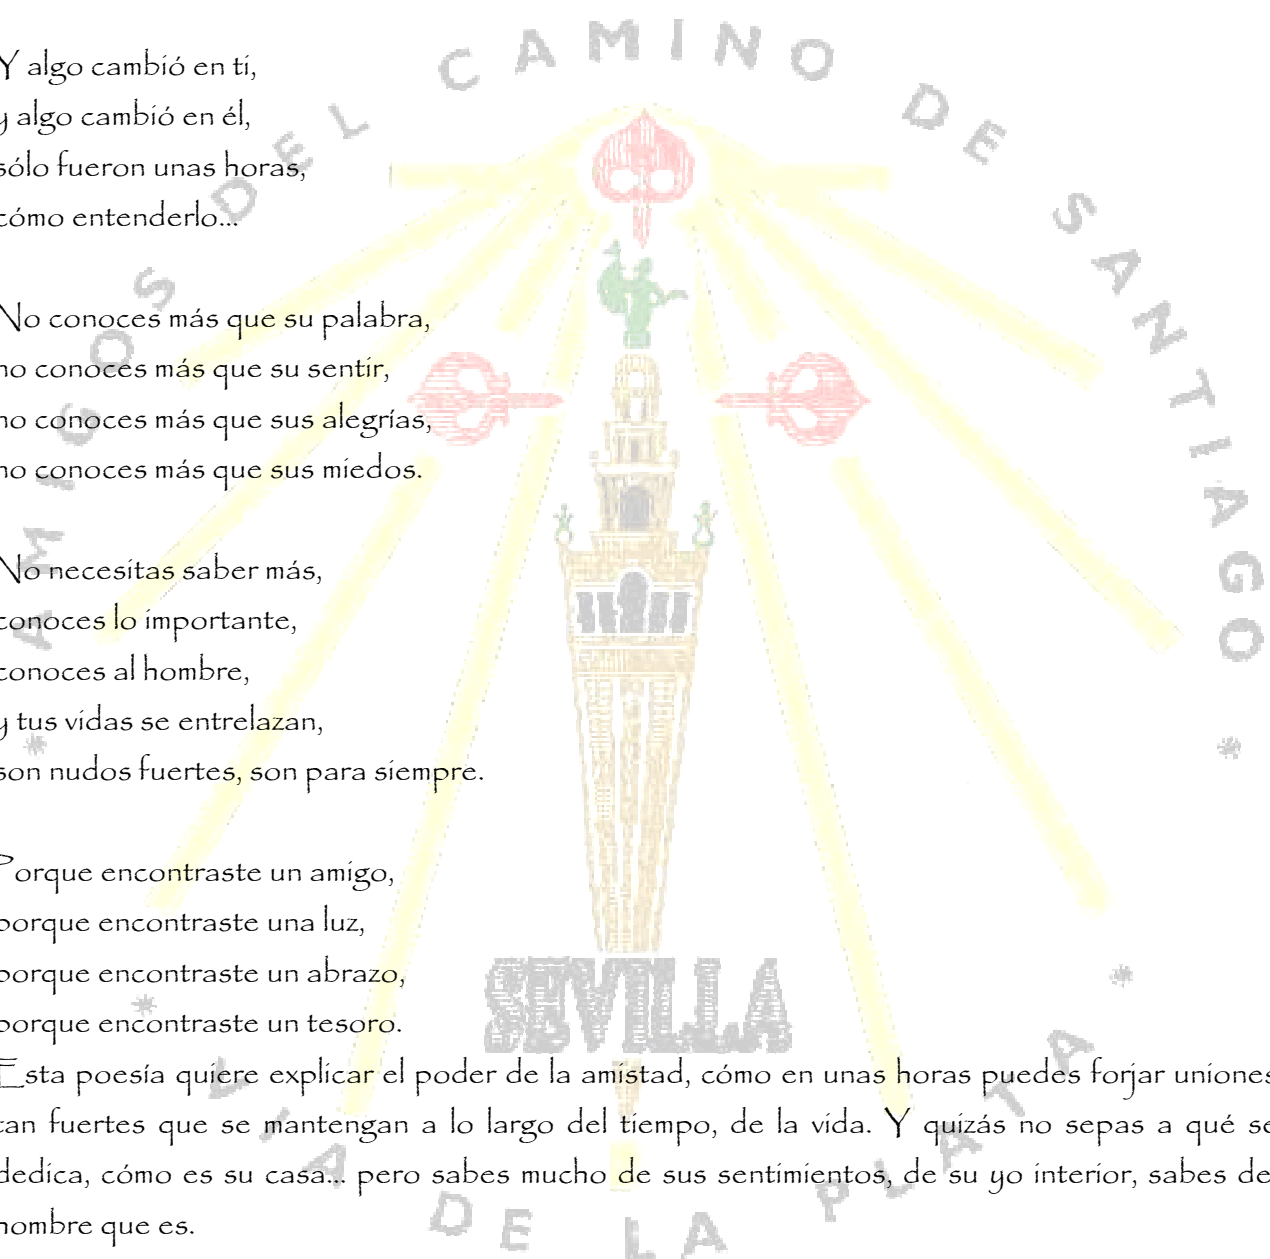 Y algo cambió en ti,
y algo cambió en él,
sólo fueron unas horas,
cómo entenderlo...
No conoces más que su palabra,
no conoces más que su sentir,
no conoces más que sus alegrías,
no conoces más que sus miedos.
No necesitas saber más,
conoces lo importante,
conoces al hombre,
y tus vidas se entrelazan,
son nudos fuertes, son para siempre.
Porque encontraste un amigo,
porque encontraste una luz,
porque encontraste un abrazo,
porque encontraste un tesoro.
Esta poesía quiere explicar el poder de la amistad, cómo en unas horas puedes forjar uniones
tan fuertes que se mantengan a lo largo del tiempo, de la vida. Y quizás no sepas a qué se
dedica, cómo es su casa... pero sabes mucho de sus sentimientos, de su yo interior, sabes del
hombre que es.
* AMIGOS DEL CAMINO DE SANTIAGO *
SEVILLA
* VIA DE LA PLATA *